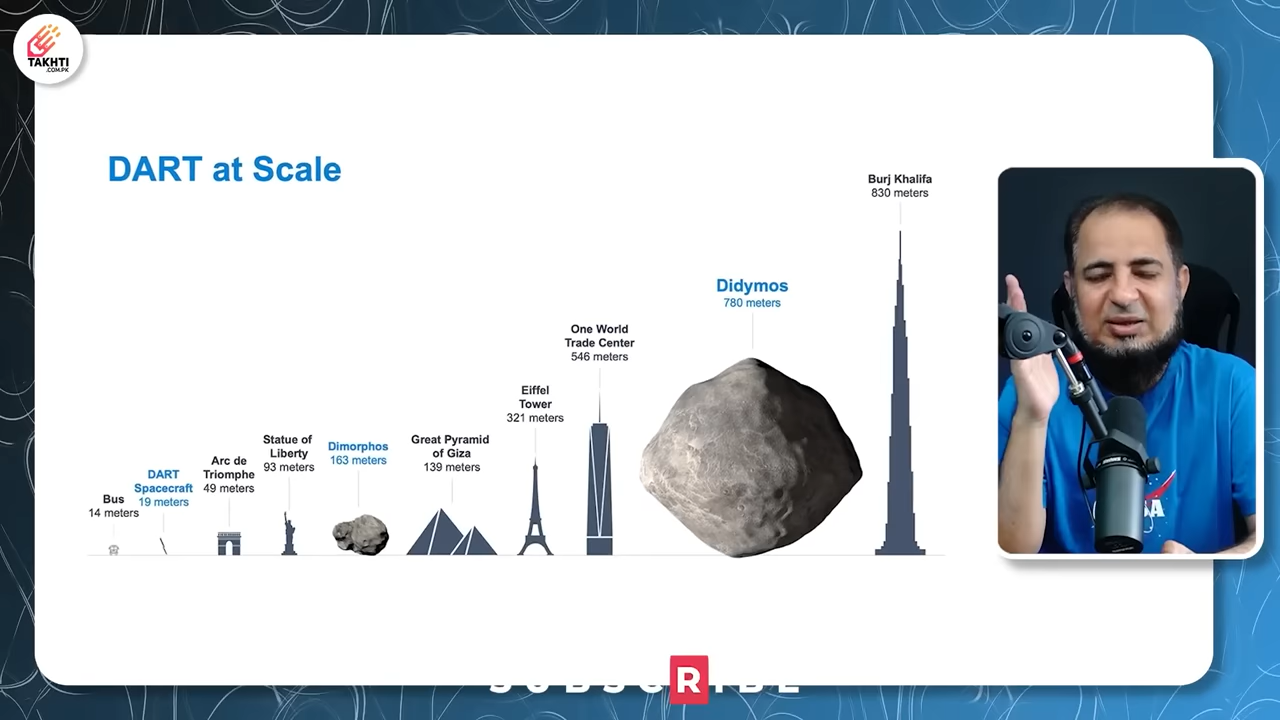 TAKHTI
.COM.PK
DART at Scale
Bus
14 meters
DART
Spacecraft
19 meters
Arc de
Triomphe
49 meters
Statue of
Liberty
93 meters
Dimorphos
163 meters
Great Pyramid
of Giza
139 meters
Eiffel
Tower
321 meters
One World
Trade Center
546 meters
Didymos
780 meters
Burj Khalifa
830 meters
SUBSCRIBE